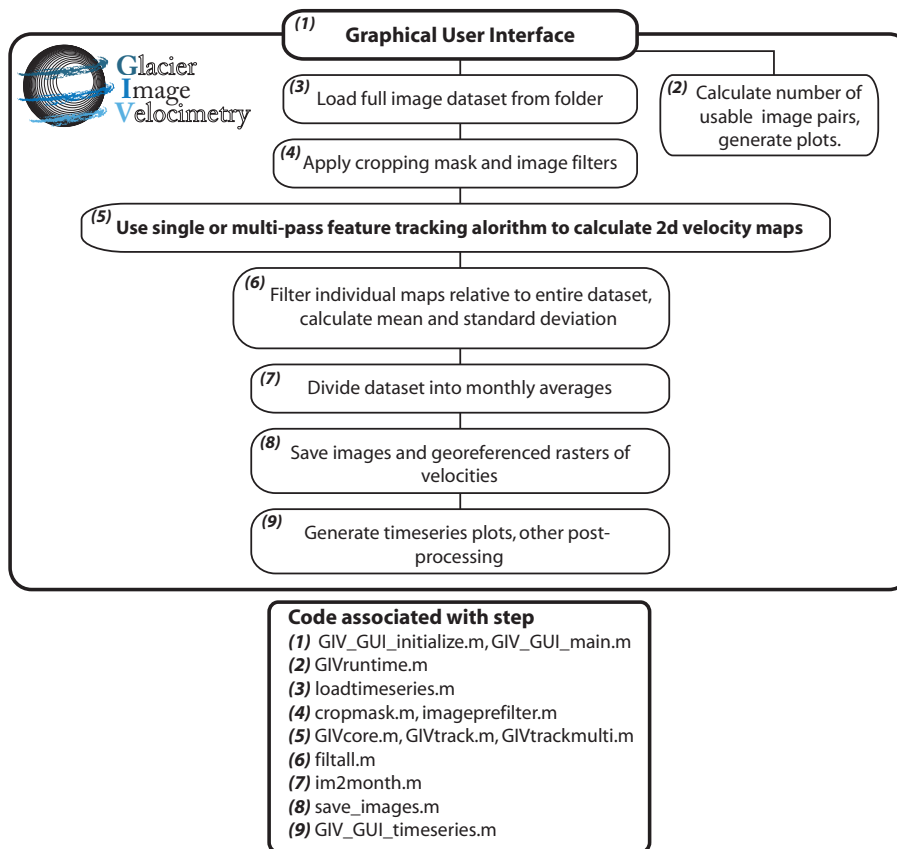 (1) Graphical User Interface
Glacier
Image
Velocimetry
(3) Load full image dataset from folder
(2) Calculate number of
usable image pairs,
generate plots.
(4) Apply cropping mask and image filters
(5) Use single or multi-pass feature tracking alorithm to calculate 2d velocity maps
(6) Filter individual maps relative to entire dataset,
calculate mean and standard deviation
(7) Divide dataset into monthly averages
(8) Save images and georeferenced rasters of
velocities
(9) Generate timeseries plots, other post-
processing
Code associated with step
(1) GIV_GUI_initialize.m, GIV_GUI_main.m
(2) GIVruntime.m
(3) loadtimeseries.m
(4) cropmask.m, imageprefilter.m
(5) GIVcore.m, GIVtrack.m, GIVtrackmulti.m
(6) filtall.m
(7) im2month.m
(8) save_images.m
(9) GIV_GUI_timeseries.m